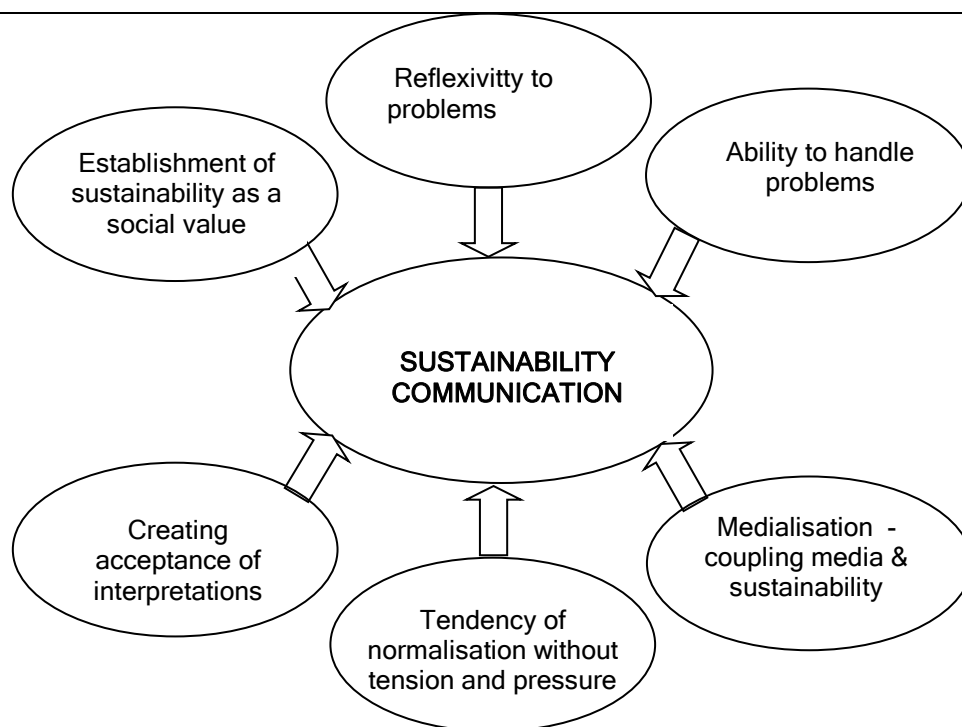 Reflexivitty to
problems
Establishment of
sustainability as a
social value
Ability to handle
problems
SUSTAINABILITY
COMMUNICATION
Creating
acceptance of
interpretations
Tendency of
normalisation without
tension and pressure
Medialisation -
coupling media &
sustainability